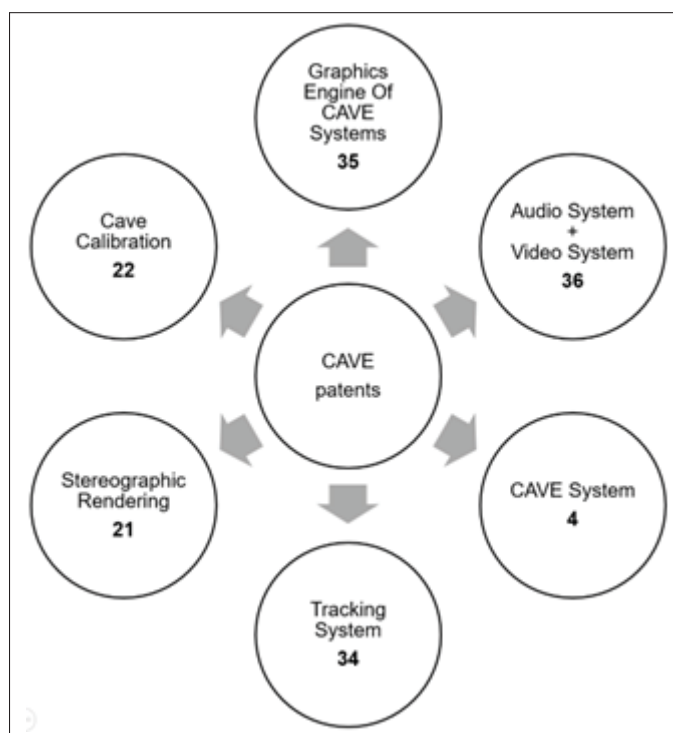 Graphics
Engine Of
CAVE
Systems
35
Audio System
+
Video System
36
CAVE System
4
Tracking
System
34
Stereographic
Rendering
21
Cave
Calibration
22
CAVE
patents